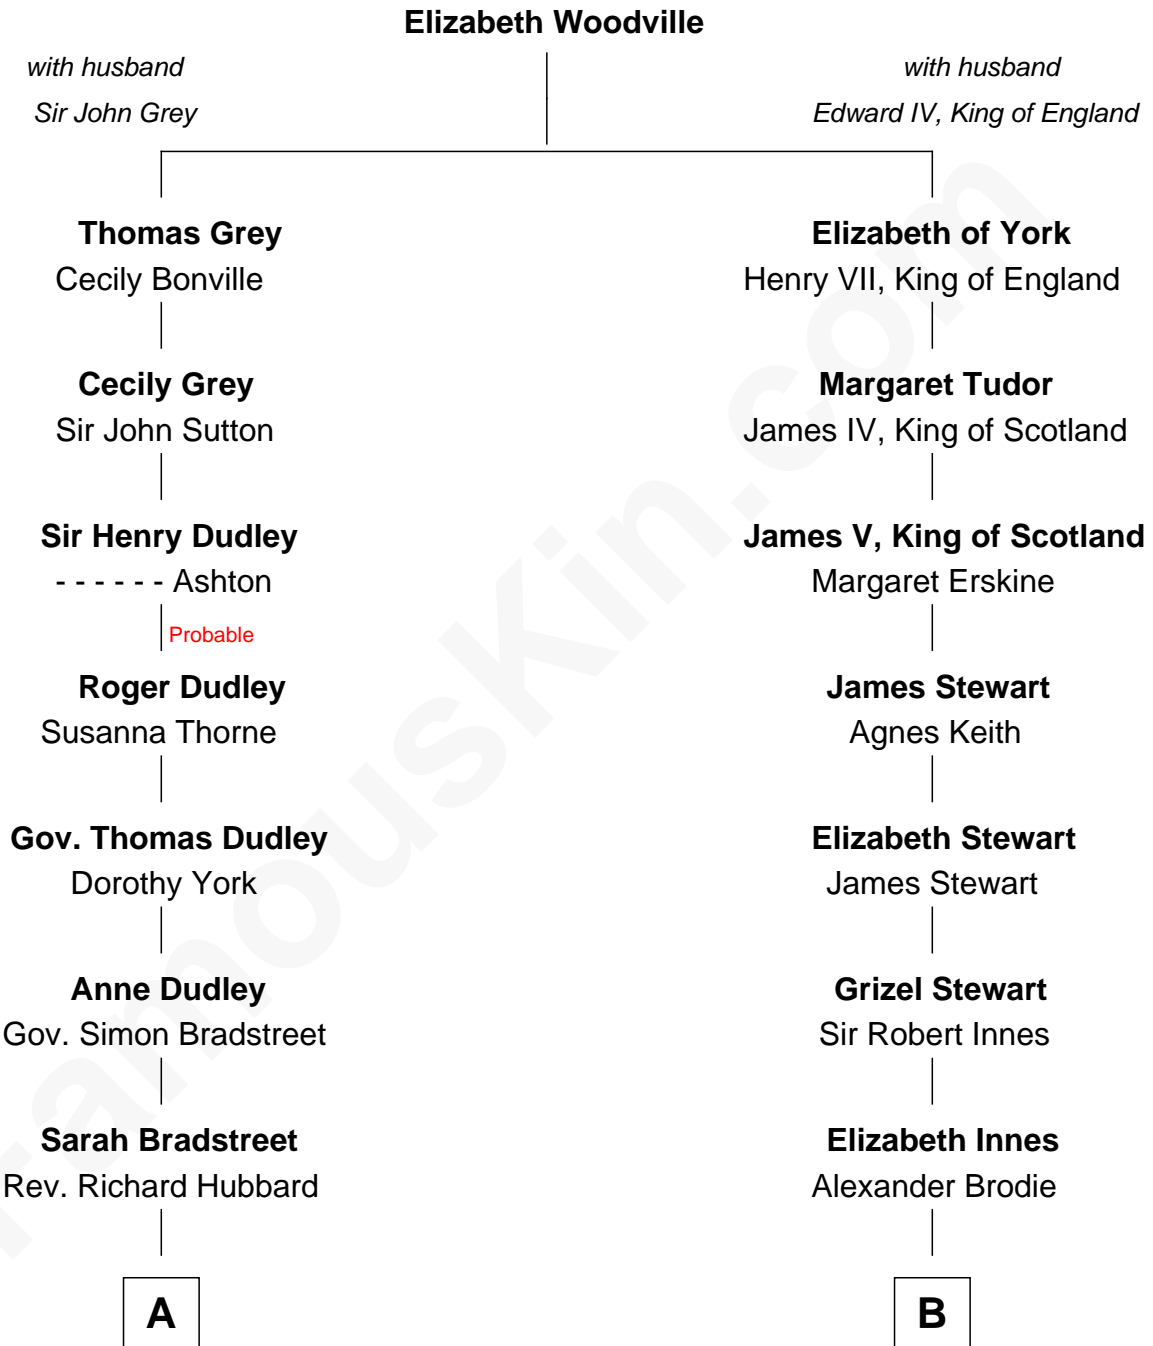 Elizabeth Woodville
with husband
Sir John Grey
with husband
Edward IV, King of England
Thomas Grey
Cecily Bonville
Elizabeth of York
Henry VII, King of England
Cecily Grey
Sir John Sutton
Margaret Tudor
James IV, King of Scotland
Sir Henry Dudley
- - - - - - Ashton
James V, King of Scotland
Margaret Erskine
Probable
Roger Dudley
Susanna Thorne
James Stewart
Agnes Keith
Gov. Thomas Dudley
Dorothy York
Elizabeth Stewart
James Stewart
Anne Dudley
Gov. Simon Bradstreet
Grizel Stewart
Sir Robert Innes
Sarah Bradstreet
Rev. Richard Hubbard
Elizabeth Innes
Alexander Brodie
A
B
famouskin.com